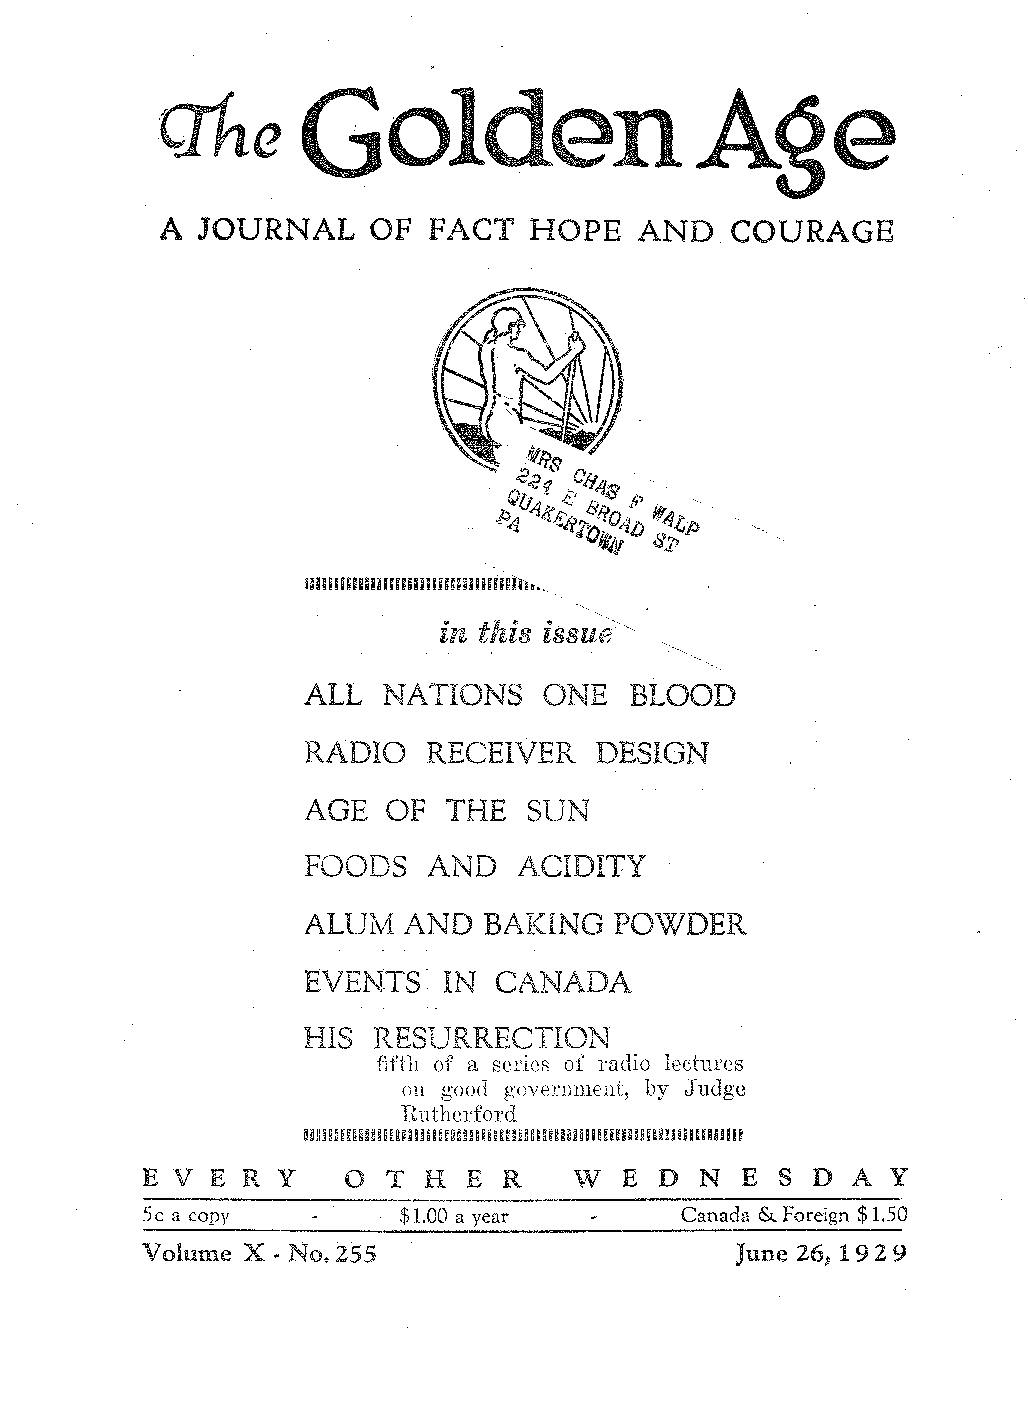 The Golden Age
A JOURNAL OF FACT HOPE AND COURAGE
MRS CHAS F WALP
224 E BROAD ST
QUAKERTOWN
PA
in this issue
ALL NATIONS ONE BLOOD
RADIO RECEIVER DESIGN
AGE OF THE SUN
FOODS AND ACIDITY
ALUM AND BAKING POWDER
EVENTS IN CANADA
HIS RESURRECTION
fifth of a series of radio lectures
on good government, by Judge
Rutherford
EVERY OTHER WEDNESDAY
5c a copy - $1.00 a year - Canada & Foreign $1.50
Volume X - No. 255 June 26, 1929